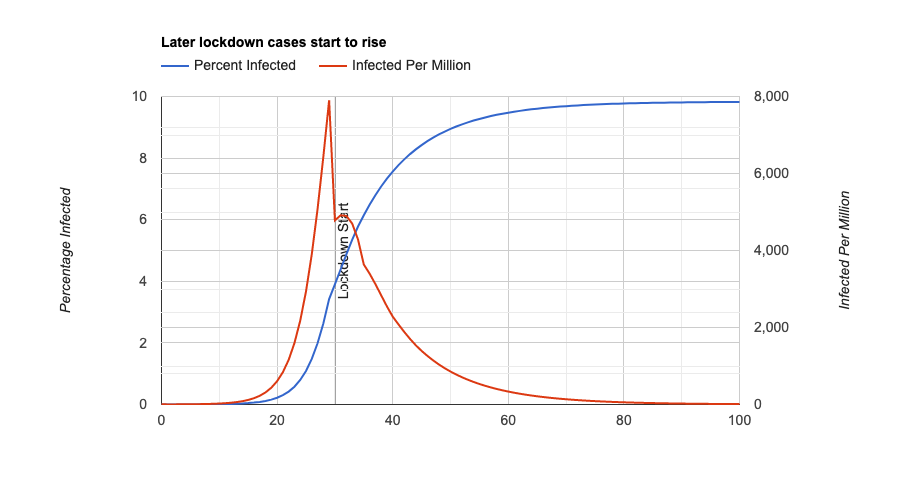 Later lockdown cases start to rise
Percent Infected
Infected Per Million
10
8
6
4
2
0
8,000
6,000
4,000
2,000
0
Percentage Infected
Lockdown Start
Infected Per Million
0
20
40
60
80
100